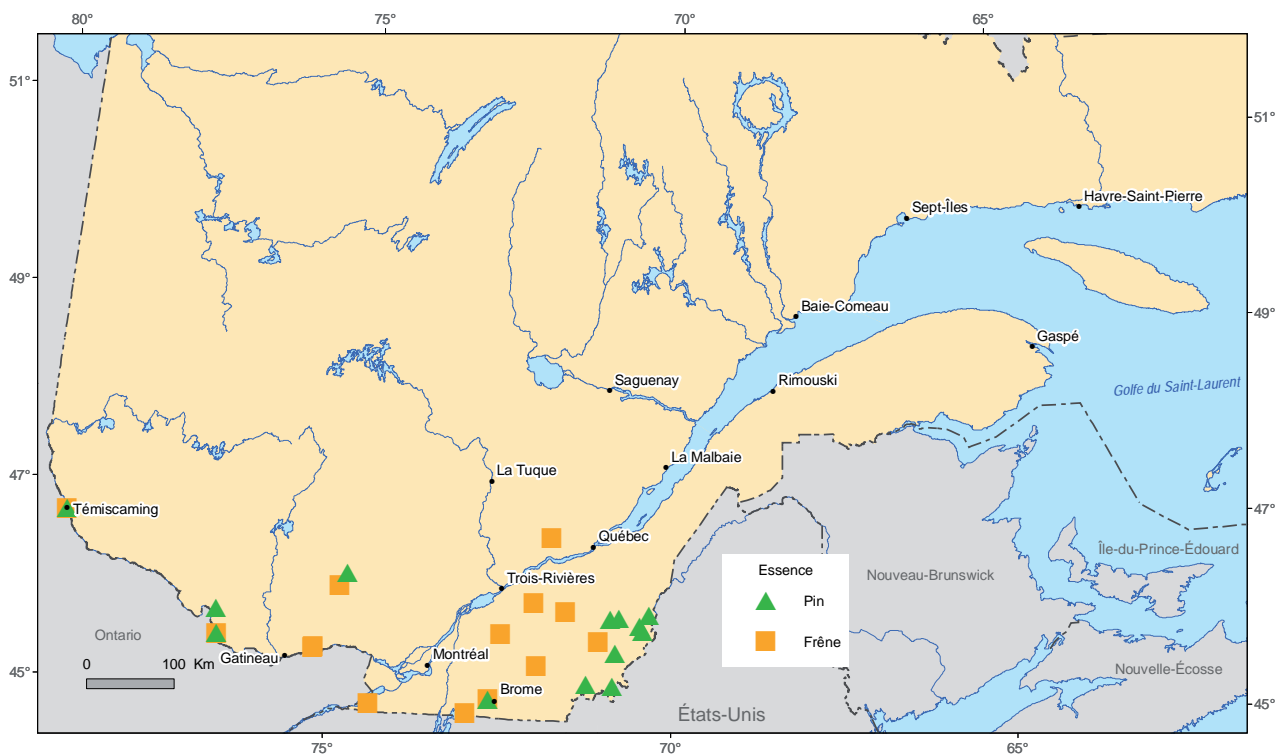 80° 75° 70° 65°
51°
51°
Havre-Saint-Pierre
Sept-Îles
49°
Baie-Comeau
49°
Gaspé
Saguenay
Rimouski
Golfe du Saint-Laurent
La Malbaie
La Tuque
47°
Témiscaming
47°
Québec
Île-du-Prince-Édouard
Essence
Trois-Rivières
Nouveau-Brunswick
Pin
Ontario
Frêne
Montréal
Gatineau
0 100 Km
Nouvelle-Écosse
45°
Brome
45°
États-Unis
75° 70° 65°